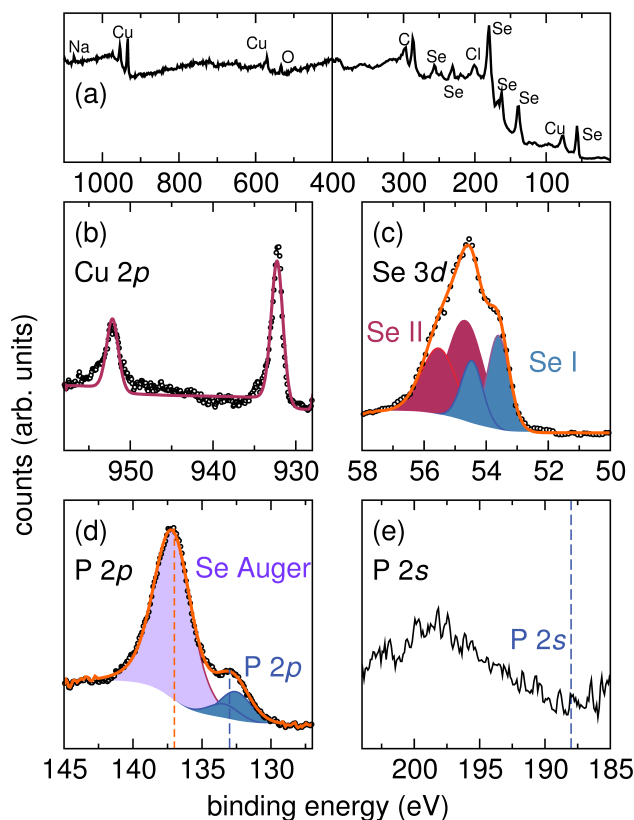 Na Cu Cu O C Se Se Cl Se Se Se Cu Se
(a)
1000 800 600 400 300 200 100
(b)
Cu 2p
950 940 930
(c)
Se 3d
Se II
Se I
58 56 54 52 50
counts (arb. units)
(d)
P 2p
Se Auger
P 2p
145 140 135 130
(e)
P 2s
P 2s
200 195 190 185
binding energy (eV)